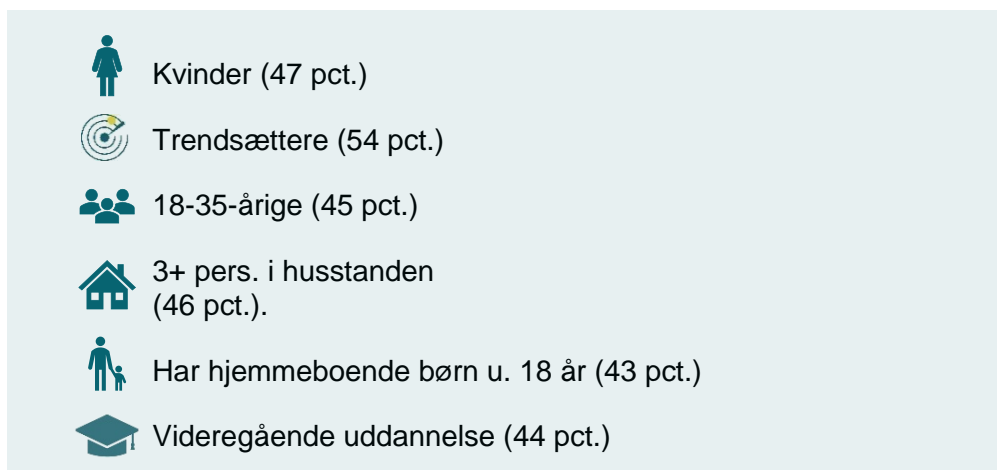 Kvinder (47 pct.)
Trendsættere (54 pct.)
18-35-årige (45 pct.)
3+ pers. i husstanden
(46 pct.).
Har hjemmeboende børn u. 18 år (43 pct.)
Videregående uddannelse (44 pct.)